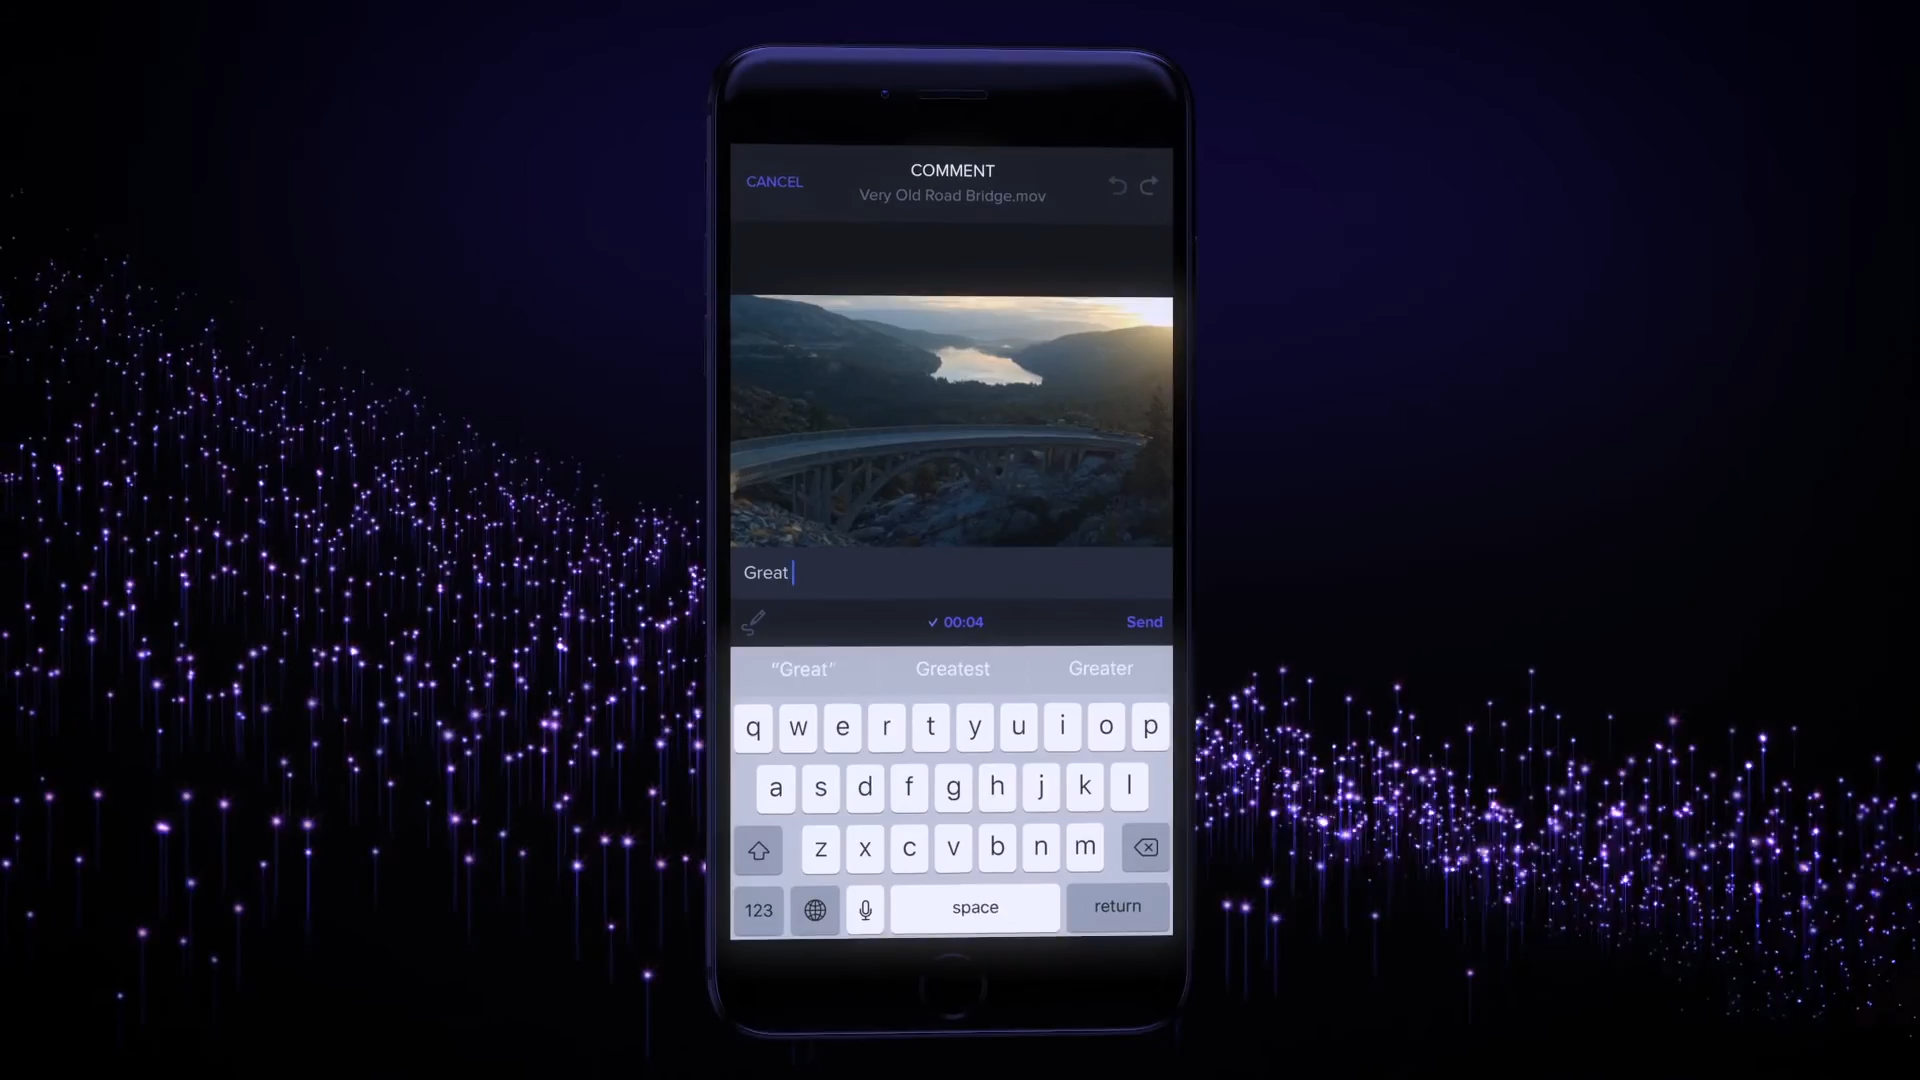 COMMENT
CANCEL
Very Old Road Bridge.mov
Great
✓ 00:04
Send
“Great” Greatest Greater
q w e r t y u i o p
a s d f g h j k l
z x c v b n m
123 space return